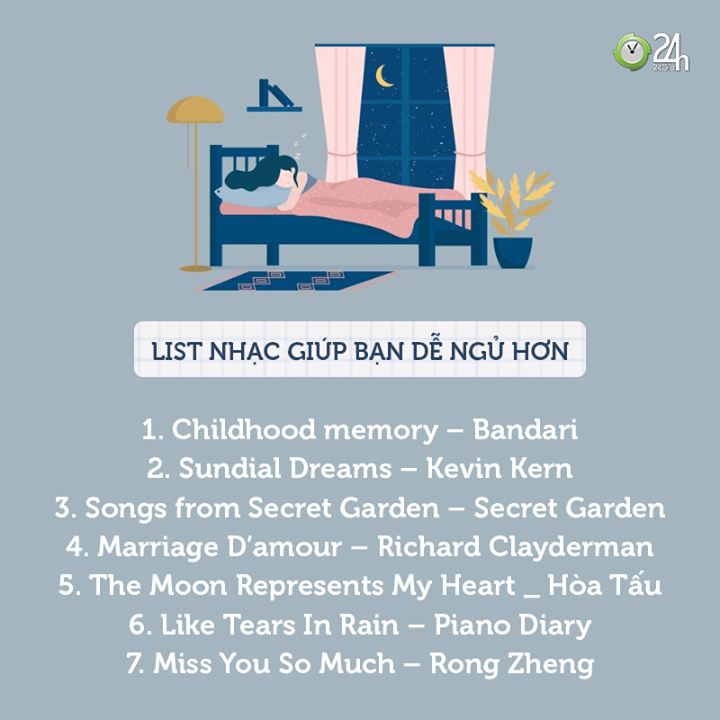 24h
LIST NHẠC GIÚP BẠN DỄ NGỦ HƠN
1. Childhood memory – Bandari
2. Sundial Dreams – Kevin Kern
3. Songs from Secret Garden – Secret Garden
4. Marriage D’amour – Richard Clayderman
5. The Moon Represents My Heart _ Hòa Tấu
6. Like Tears In Rain – Piano Diary
7. Miss You So Much – Rong Zheng